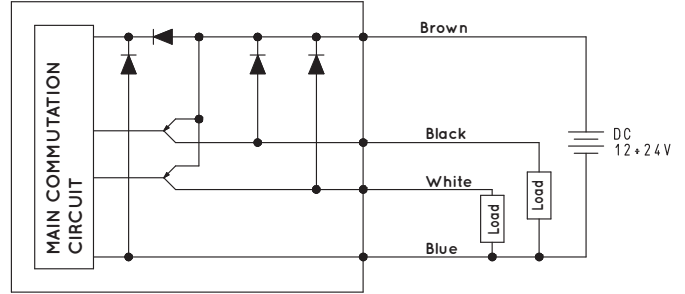 Brown
MAIN COMMUTATION
CIRCUIT
Black
DC
12÷24V
White
Load
Load
Blue